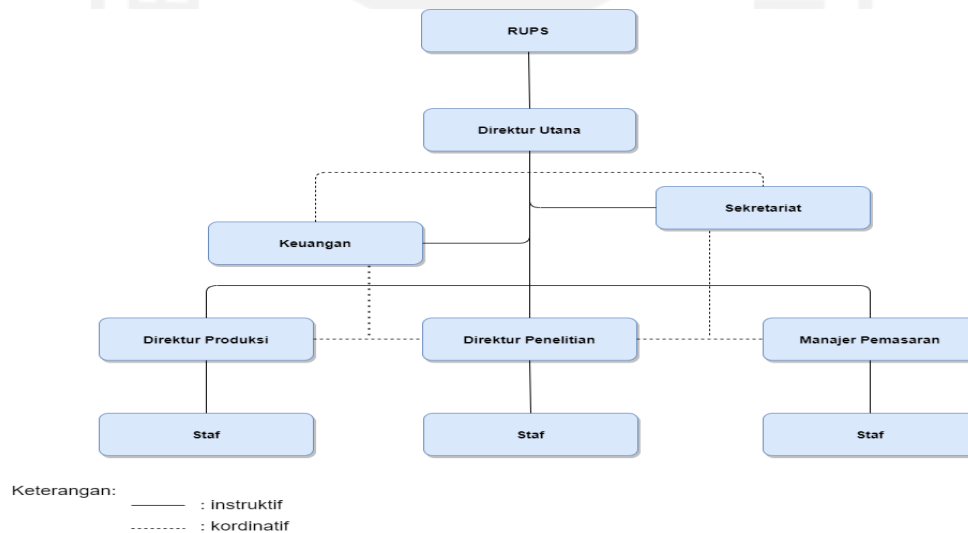 RUPS
Direktur Utana
Sekretariat
Keuangan
Direktur Produksi
Direktur Penelitian
Manajer Pemasaran
Staf
Staf
Staf
Keterangan:
: instruktif
: kordinatif